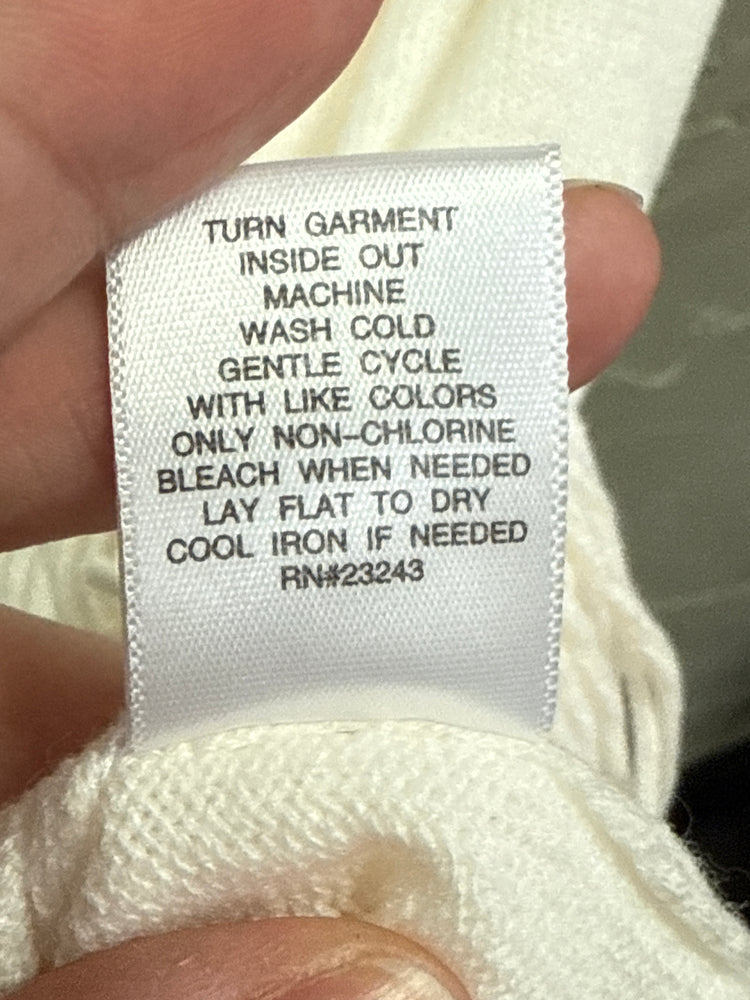 TURN GARMENT
INSIDE OUT
MACHINE
WASH COLD
GENTLE CYCLE
WITH LIKE COLORS
ONLY NON-CHLORINE
BLEACH WHEN NEEDED
LAY FLAT TO DRY
COOL IRON IF NEEDED
RN#23243